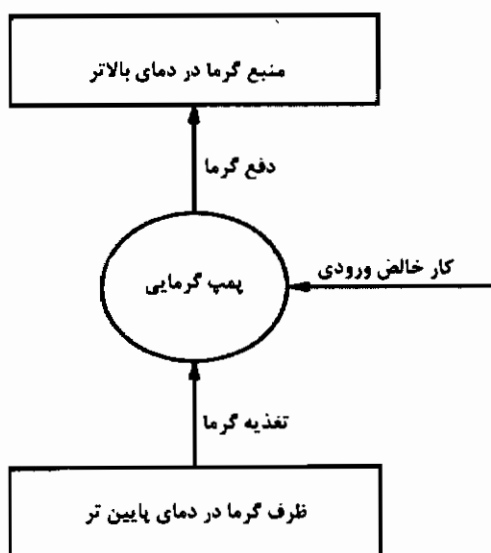 منبع گرما در دمای بالاتر
دفع گرما
کار خالص ورودی
پمپ گرمایی
تغذیه گرما
ظرف گرما در دمای پایین تر